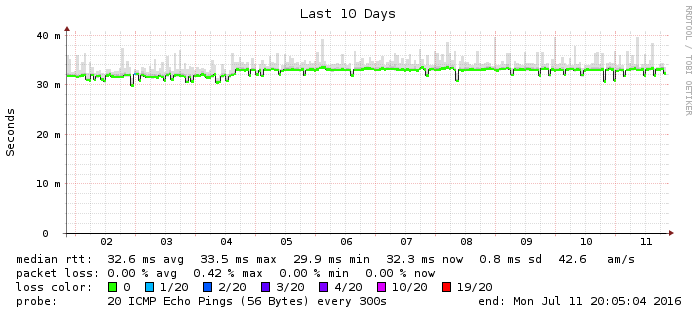 Last 10 Days
RRDTOOL / TOBI OETIKER
Seconds
40 m
30 m
20 m
10 m
0
02 03 04 05 06 07 08 09 10 11
median rtt: 32.6 ms avg 33.5 ms max 29.9 ms min 32.3 ms now 0.8 ms sd 42.6 am/s
packet loss: 0.00 % avg 0.42 % max 0.00 % min 0.00 % now
loss color: 0 1/20 2/20 3/20 4/20 10/20 19/20
probe: 20 ICMP Echo Pings (56 Bytes) every 300s end: Mon Jul 11 20:05:04 2016